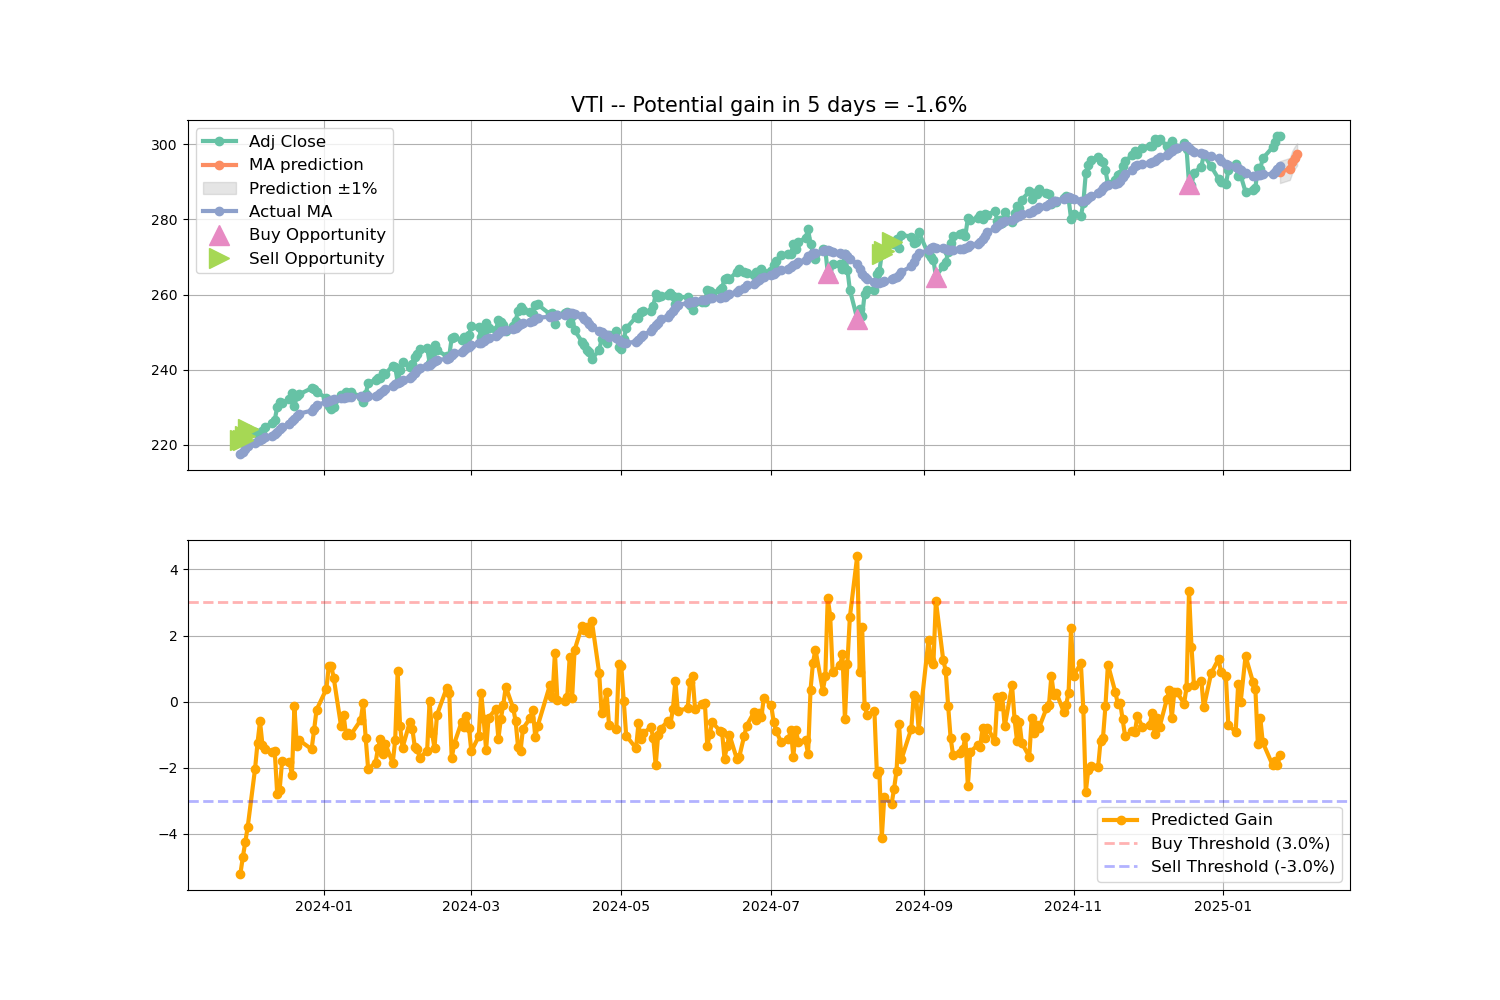 VTI -- Potential gain in 5 days = -1.6%
Adj Close
MA prediction
Prediction ±1%
Actual MA
Buy Opportunity
Sell Opportunity
300
280
260
240
220
4
2
0
−2
−4
Predicted Gain
Buy Threshold (3.0%)
Sell Threshold (-3.0%)
2024-01 2024-03 2024-05 2024-07 2024-09 2024-11 2025-01